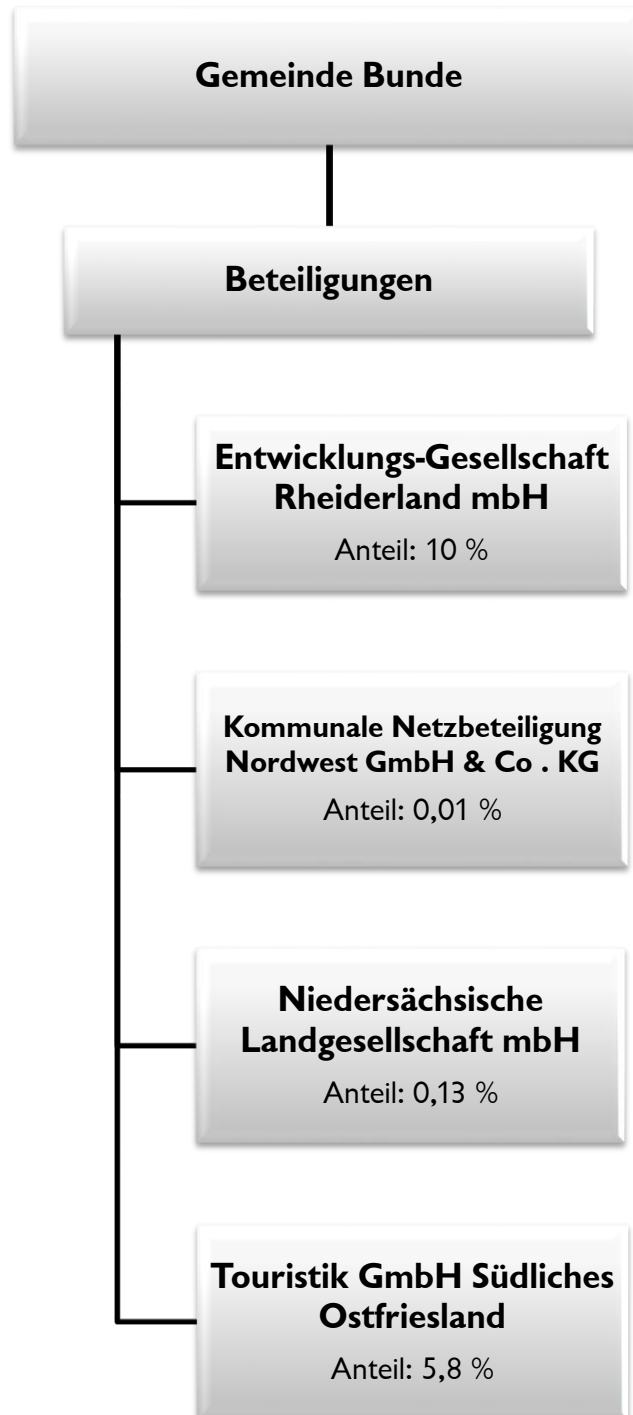 Gemeinde Bunde
Beteiligungen
Entwicklungs-Gesellschaft
Rheiderland mbH
Anteil: 10 %
Kommunale Netzbeteiligung
Nordwest GmbH & Co . KG
Anteil: 0,01 %
Niedersächsische
Landgesellschaft mbH
Anteil: 0,13 %
Touristik GmbH Südliches
Ostfriesland
Anteil: 5,8 %